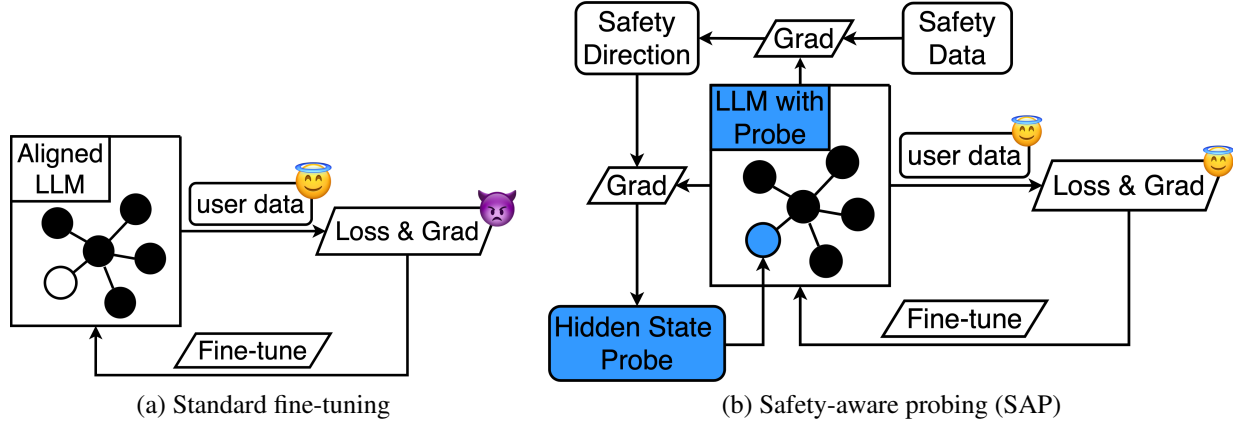 Aligned
LLM
user data
Loss & Grad
Fine-tune
(a) Standard fine-tuning
Safety
Direction
Grad
Safety
Data
LLM with
Probe
user data
Loss & Grad
Grad
Hidden State
Probe
Fine-tune
(b) Safety-aware probing (SAP)